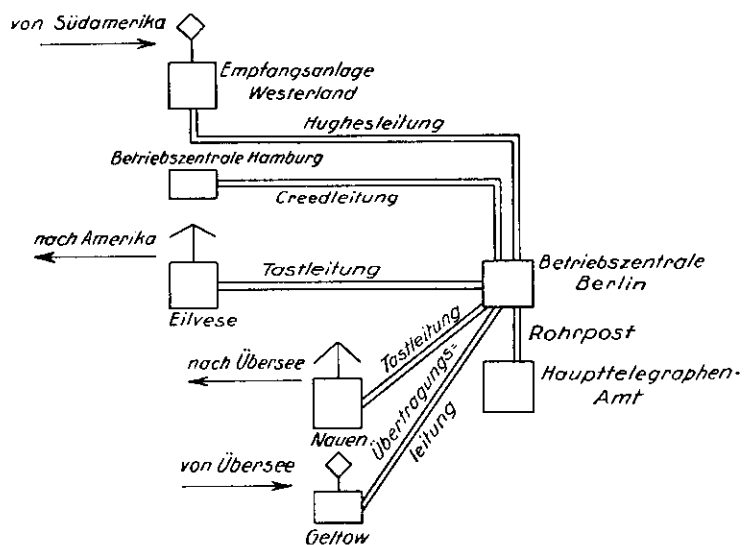 von Südamerika
Empfangsanlage
Westerland
Hughesleitung
Betriebszentrale Hamburg
Creedleitung
nach Amerika
Tastleitung
Eilvese
Betriebszentrale
Berlin
Tastleitung
Rohrpost
nach Übersee
Haupttelegraphen-
Amt
Übertragungs=
leitung
Nauen
von Übersee
Geltow